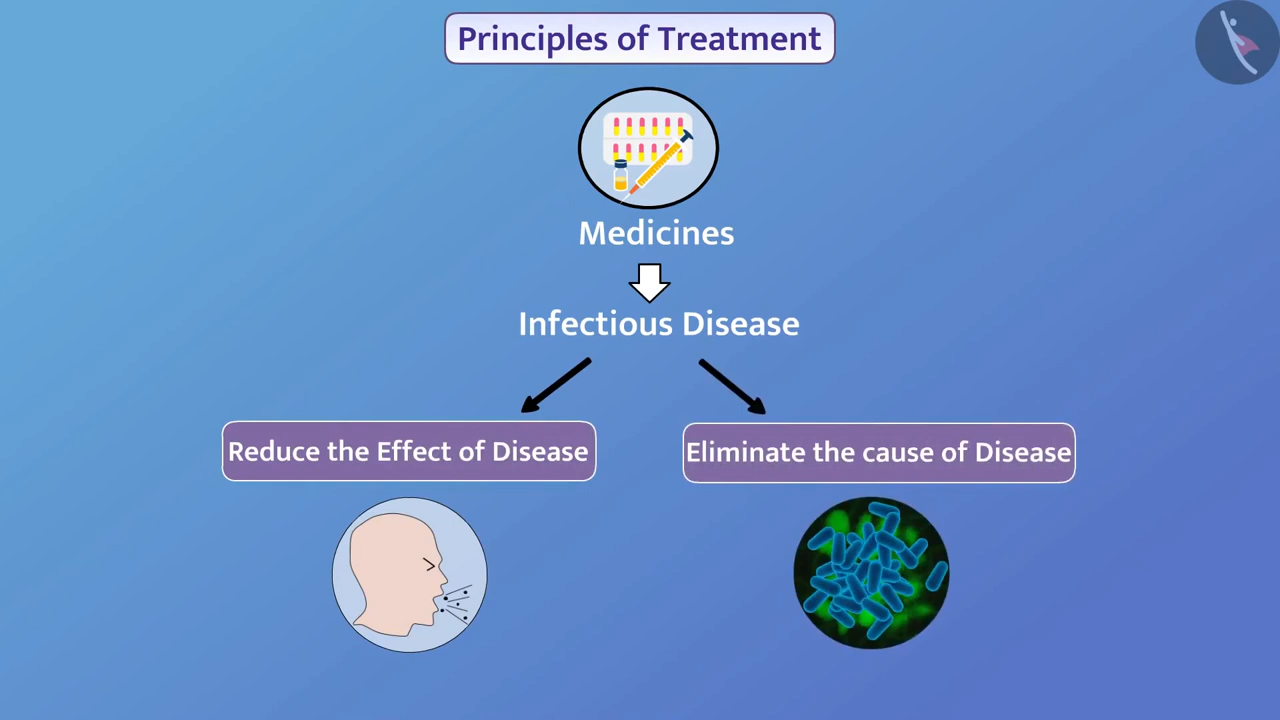 Principles of Treatment
Medicines
Infectious Disease
Reduce the Effect of Disease
Eliminate the cause of Disease